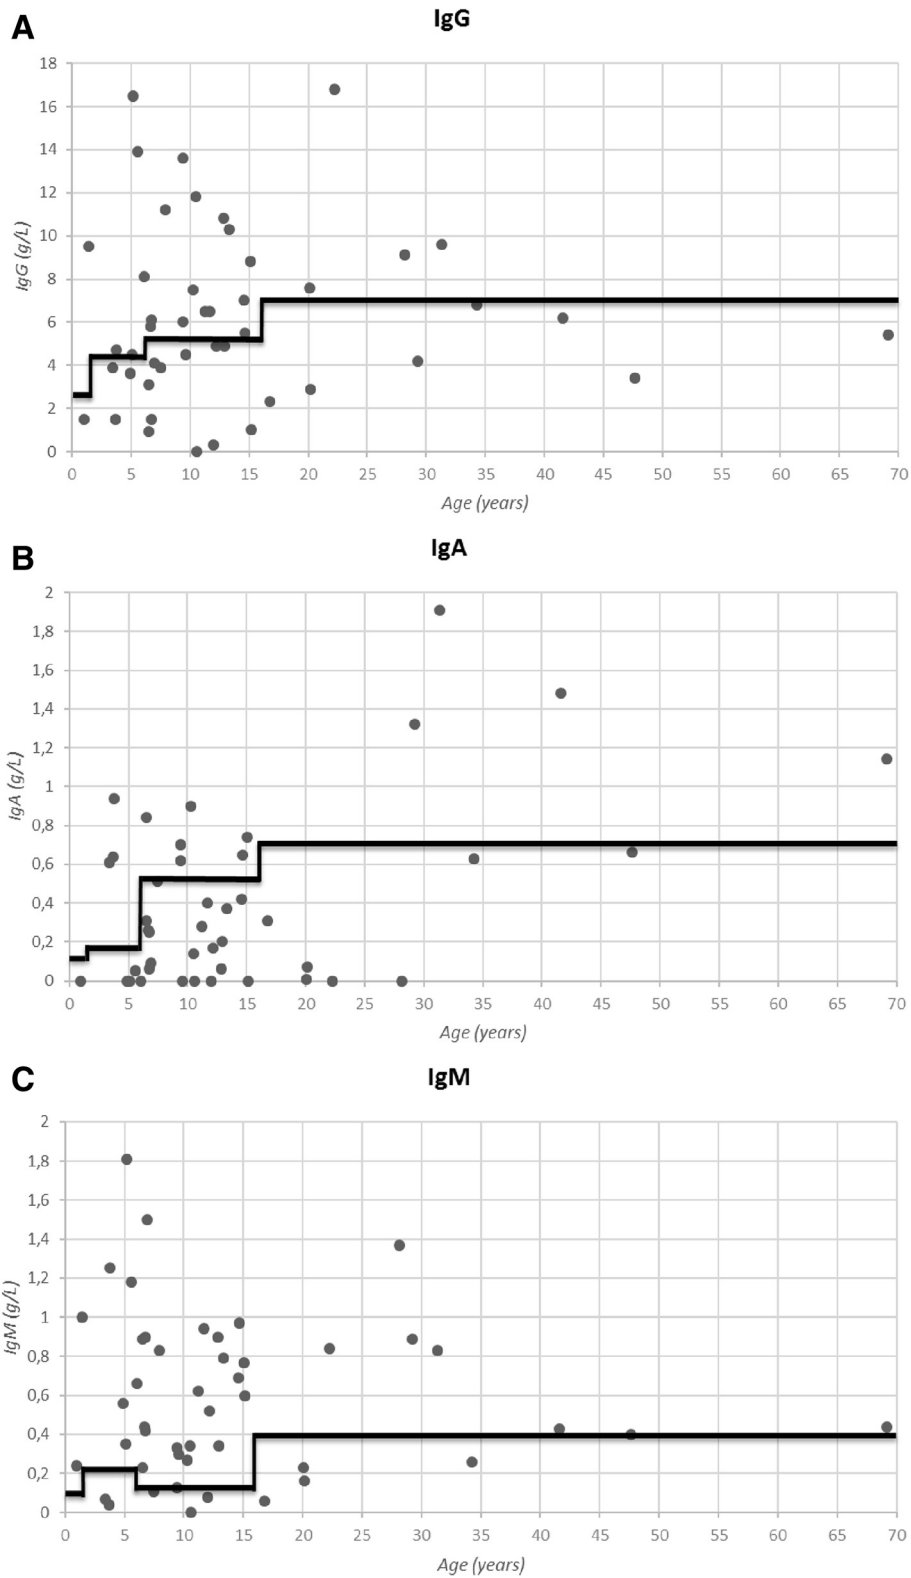 A
IgG
18
16
14
12
10
8
6
4
2
0
IgG (g/L)
0 5 10 15 20 25 30 35 40 45 50 55 60 65 70
Age (years)
B
IgA
2
1,8
1,6
1,4
1,2
1
0,8
0,6
0,4
0,2
0
IgA (g/L)
0 5 10 15 20 25 30 35 40 45 50 55 60 65 70
Age (years)
C
IgM
2
1,8
1,6
1,4
1,2
1
0,8
0,6
0,4
0,2
0
IgM (g/L)
0 5 10 15 20 25 30 35 40 45 50 55 60 65 70
Age (years)